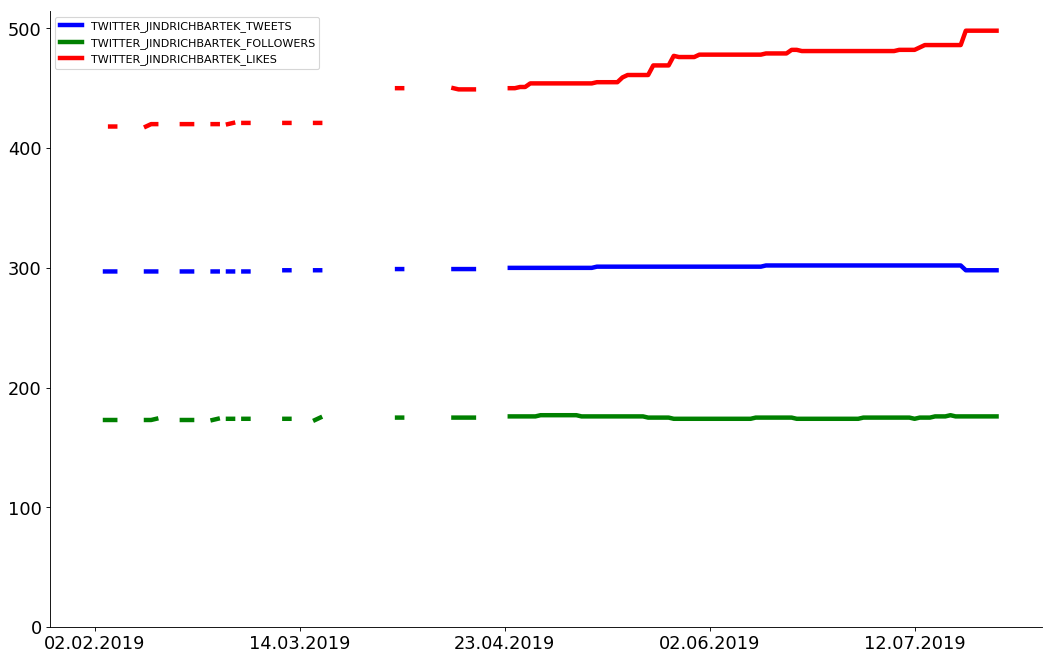 500
TWITTER_JINDRICHBARTEK_TWEETS
TWITTER_JINDRICHBARTEK_FOLLOWERS
TWITTER_JINDRICHBARTEK_LIKES
400
300
200
100
0
02.02.2019 14.03.2019 23.04.2019 02.06.2019 12.07.2019